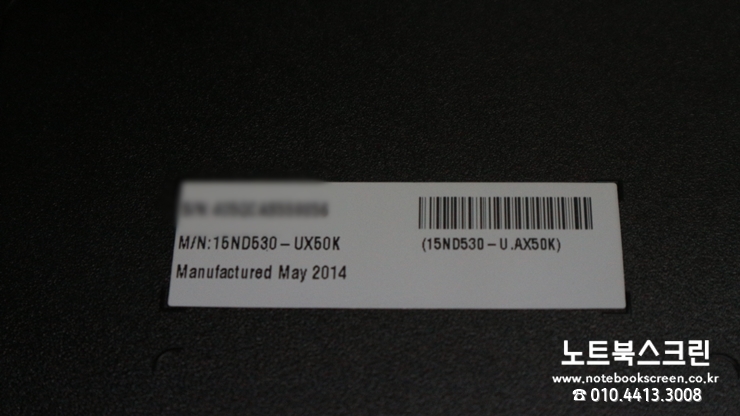 M/N:15ND530-UX50K
(15ND530-U.AX50K)
Manufactured May 2014
노트북스크린
www.notebookscreen.co.kr
☎ 010.4413.3008